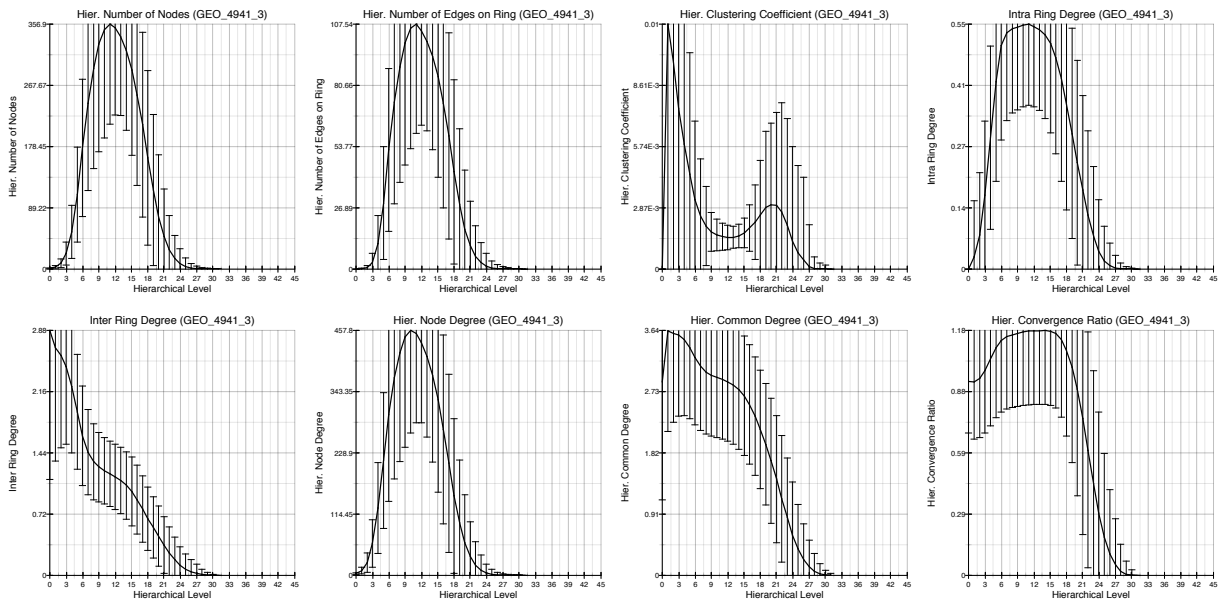 Hier. Number of Nodes (GEO_4941_3)
Hier. Number of Nodes
356.9
267.67
178.45
89.22
0
0 3 6 9 12 15 18 21 24 27 30 33 36 39 42 45
Hierarchical Level
Hier. Number of Edges on Ring (GEO_4941_3)
Hier. Number of Edges on Ring
107.54
80.66
53.77
26.89
0
0 3 6 9 12 15 18 21 24 27 30 33 36 39 42 45
Hierarchical Level
Hier. Clustering Coefficient (GEO_4941_3)
Hier. Clustering Coefficient
0.01
8.61E-3
5.74E-3
2.87E-3
0
0 3 6 9 12 15 18 21 24 27 30 33 36 39 42 45
Hierarchical Level
Intra Ring Degree (GEO_4941_3)
Intra Ring Degree
0.55
0.41
0.27
0.14
0
0 3 6 9 12 15 18 21 24 27 30 33 36 39 42 45
Hierarchical Level
Inter Ring Degree (GEO_4941_3)
Inter Ring Degree
2.88
2.16
1.44
0.72
0
0 3 6 9 12 15 18 21 24 27 30 33 36 39 42 45
Hierarchical Level
Hier. Node Degree (GEO_4941_3)
Hier. Node Degree
457.8
343.35
228.9
114.45
0
0 3 6 9 12 15 18 21 24 27 30 33 36 39 42 45
Hierarchical Level
Hier. Common Degree (GEO_4941_3)
Hier. Common Degree
3.64
2.73
1.82
0.91
0
0 3 6 9 12 15 18 21 24 27 30 33 36 39 42 45
Hierarchical Level
Hier. Convergence Ratio (GEO_4941_3)
Hier. Convergence Ratio
1.18
0.88
0.59
0.29
0
0 3 6 9 12 15 18 21 24 27 30 33 36 39 42 45
Hierarchical Level